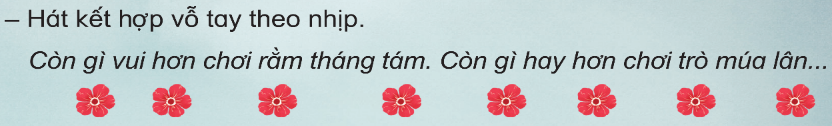 – Hát kết hợp vỗ tay theo nhịp.
Còn gì vui hơn chơi rằm tháng tám. Còn gì hay hơn chơi trò múa lân...